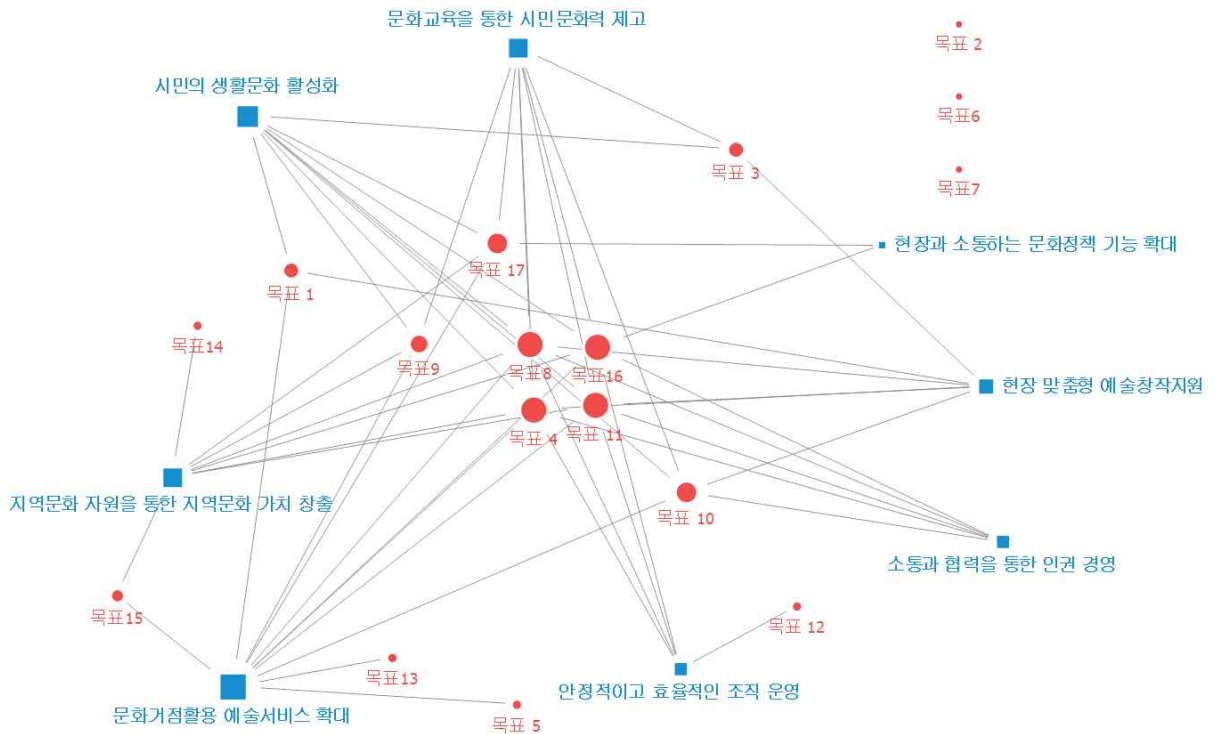 문화교육을 통한 시민문화력 제고
목표 2
시민의 생활문화 활성화
목표6
목표 3
목표7
현장과 소통하는 문화정책 기능 확대
목표 17
목표 1
목표14
목표9
목표8
목표 16
현장 맞춤형 예술창작지원
목표 4
목표 11
지역문화 자원을 통한 지역문화 가치 창출
목표 10
소통과 협력을 통한 인권 경영
목표15
목표 12
목표13
안정적이고 효율적인 조직 운영
문화거점활용 예술서비스 확대
목표 5